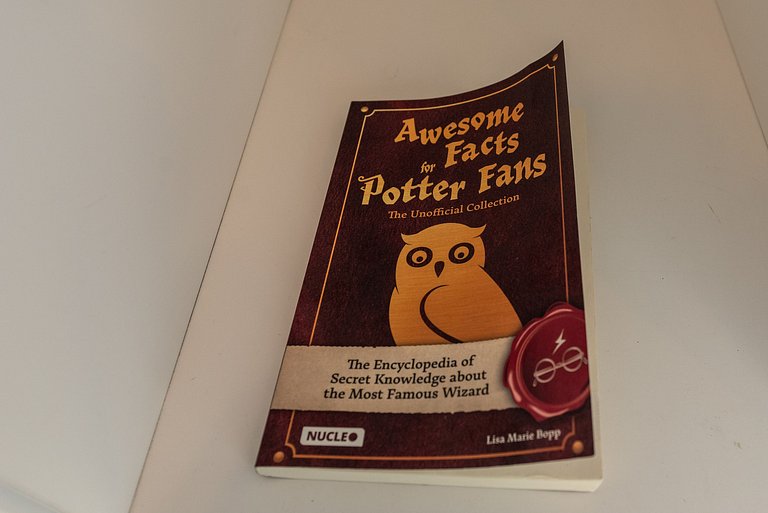 Awesome
Facts
for
Potter Fans
The Unofficial Collection
The Encyclopedia of
Secret Knowledge about
the Most Famous Wizard
NUCLEO
Lisa Marie Bopp